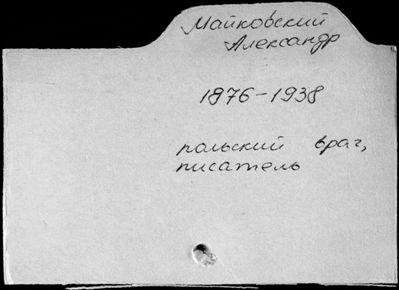 Майковский
Александр
1876-1938
польский врач,
писатель